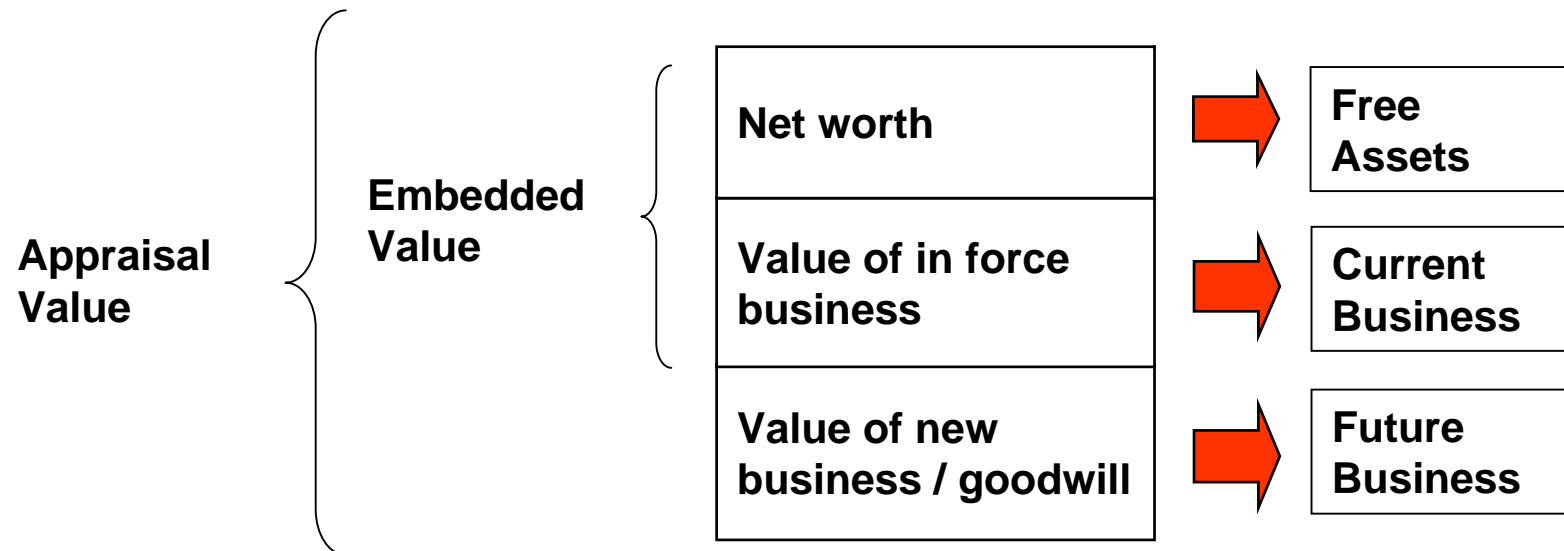 Appraisal
Value
Embedded
Value
Net worth
Value of in force
business
Value of new
business / goodwill
Free
Assets
Current
Business
Future
Business